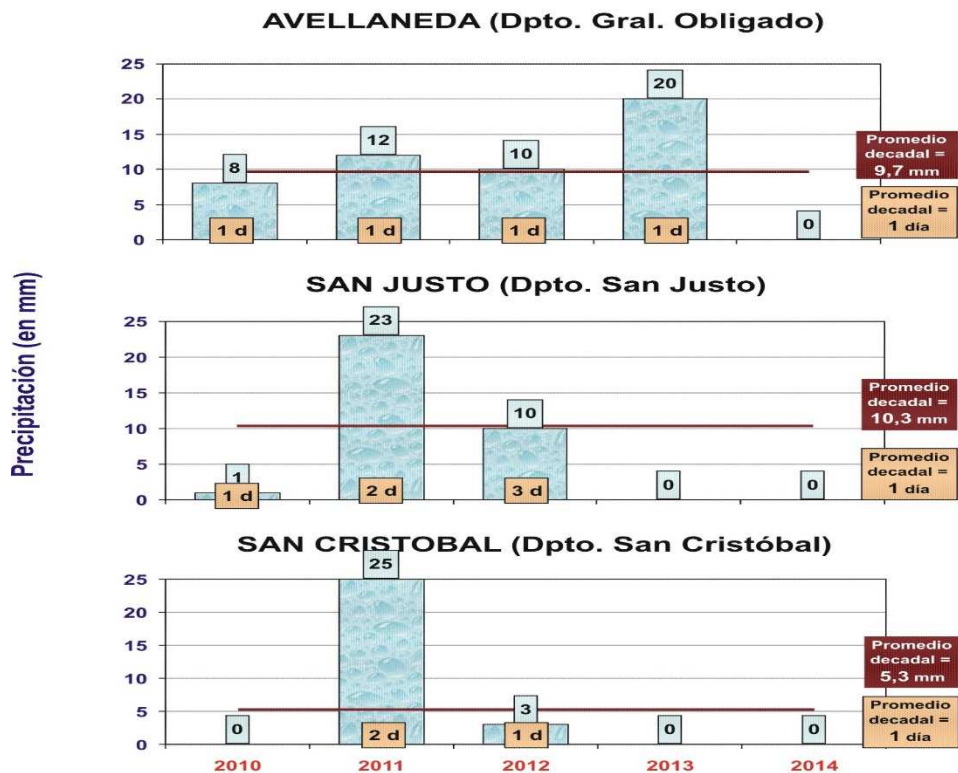 AVELLANEDA (Dpto. Gral. Obligado)
25
20
15
10
5
0
8
12
10
20
0
1 d
1 d
1 d
1 d
Promedio
decadal =
9,7 mm
Promedio
decadal =
1 día
Precipitación (en mm)
SAN JUSTO (Dpto. San Justo)
25
20
15
10
5
0
1
23
10
0
0
1 d
2 d
3 d
Promedio
decadal =
10,3 mm
Promedio
decadal =
1 día
SAN CRISTOBAL (Dpto. San Cristóbal)
25
20
15
10
5
0
0
25
3
0
0
2 d
1 d
Promedio
decadal =
5,3 mm
Promedio
decadal =
1 día
2010
2011
2012
2013
2014